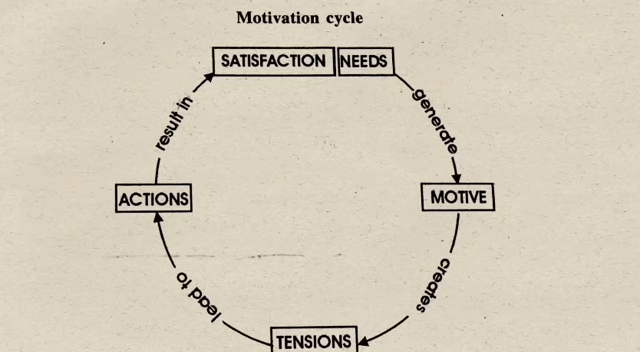 Motivation cycle
SATISFACTION NEEDS
generate
MOTIVE
creates
TENSIONS
lead to
ACTIONS
result in